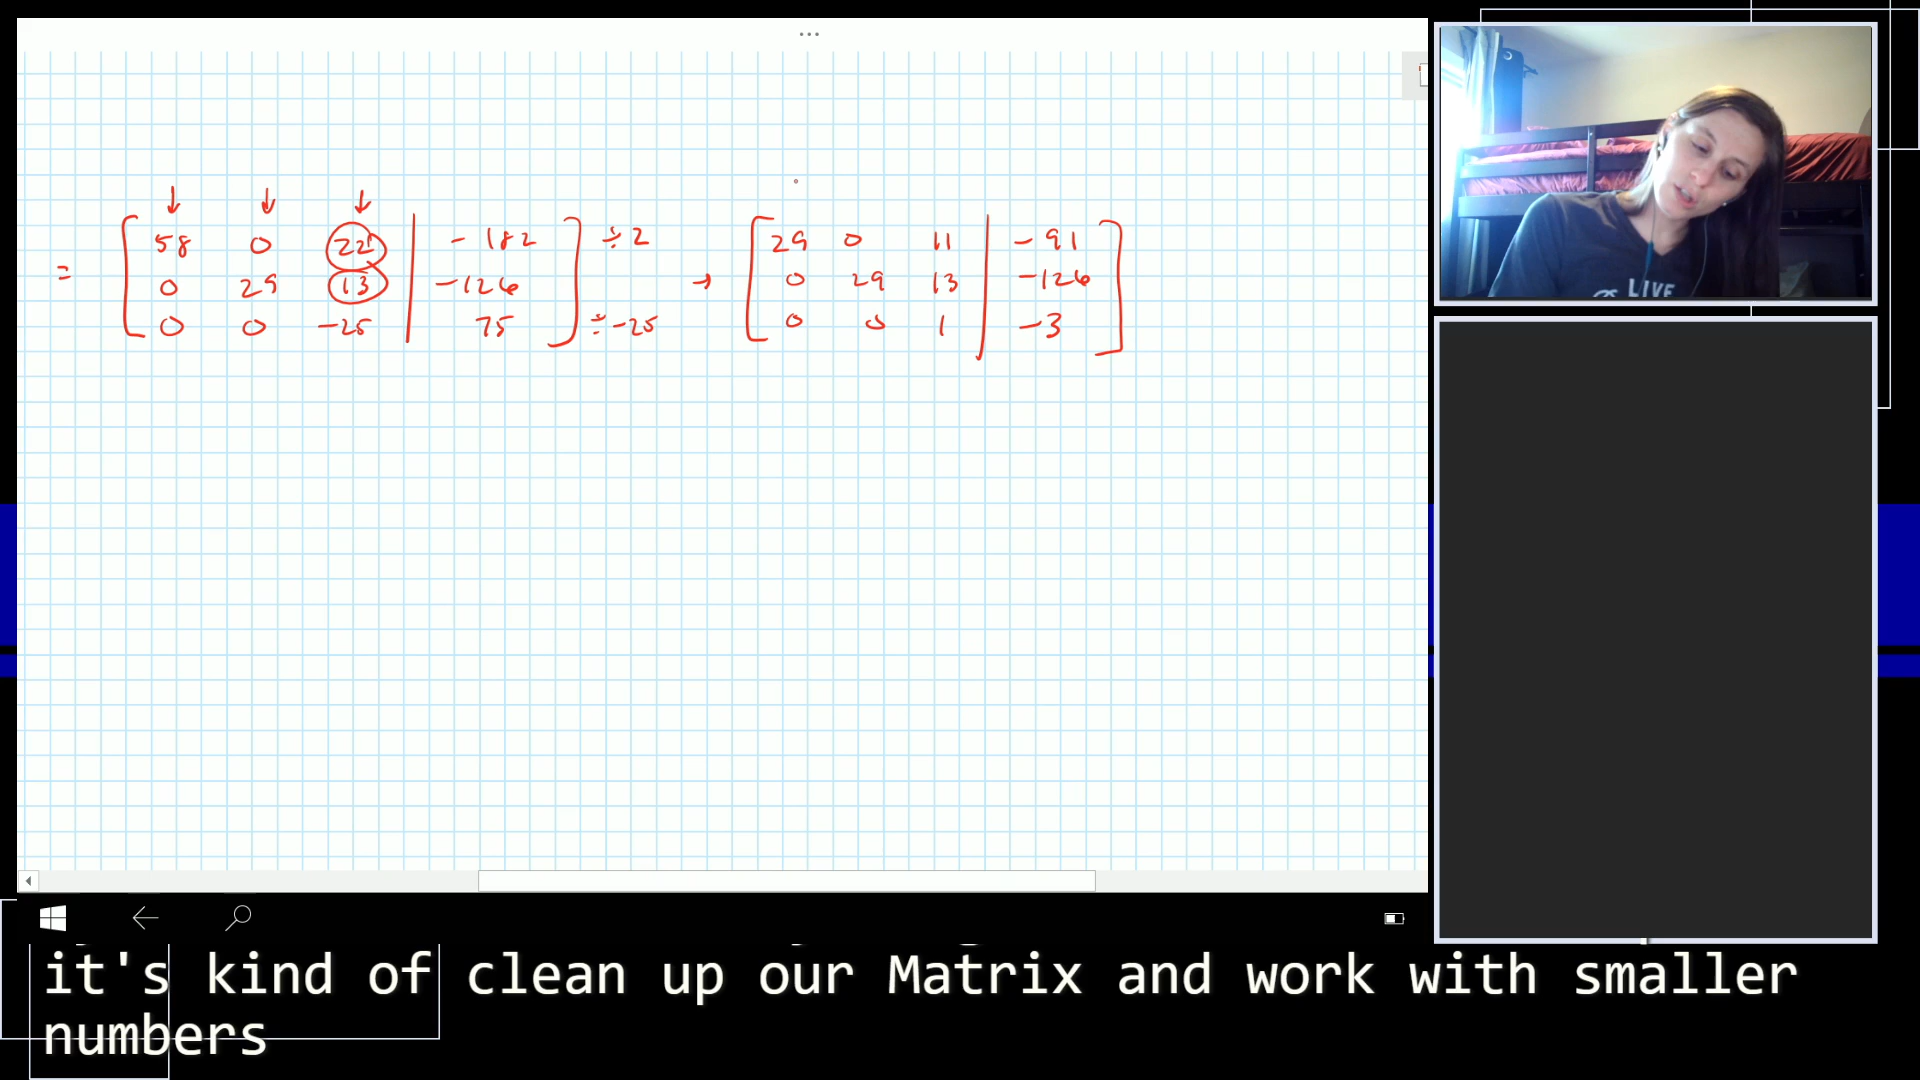 ...
↓ ↓ ↓
= [ 58 0 22 | -182 ] ÷2 → [ 29 0 11 | -91 ]
[ 0 29 13 | -126 ] [ 0 29 13 | -126 ]
[ 0 0 -25 | 75 ] ÷-25 [ 0 0 1 | -3 ]
LIVE
it's kind of clean up our Matrix and work with smaller
numbers